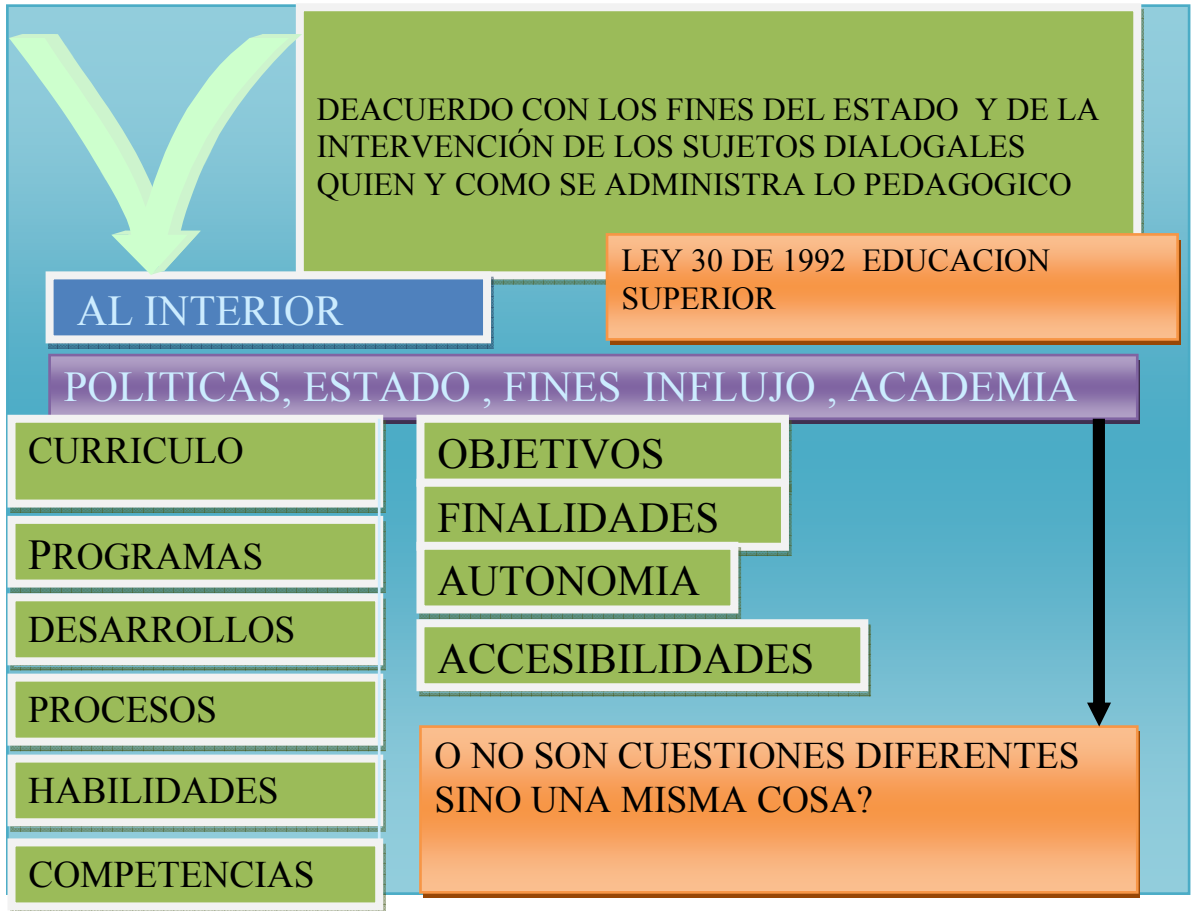 DEACUERDO CON LOS FINES DEL ESTADO Y DE LA
INTERVENCIÓN DE LOS SUJETOS DIALOGALES
QUIEN Y COMO SE ADMINISTRA LO PEDAGOGICO
LEY 30 DE 1992 EDUCACION
SUPERIOR
AL INTERIOR
POLITICAS, ESTADO , FINES INFLUJO , ACADEMIA
CURRICULO
PROGRAMAS
DESARROLLOS
PROCESOS
HABILIDADES
COMPETENCIAS
OBJETIVOS
FINALIDADES
AUTONOMIA
ACCESIBILIDADES
O NO SON CUESTIONES DIFERENTES
SINO UNA MISMA COSA?